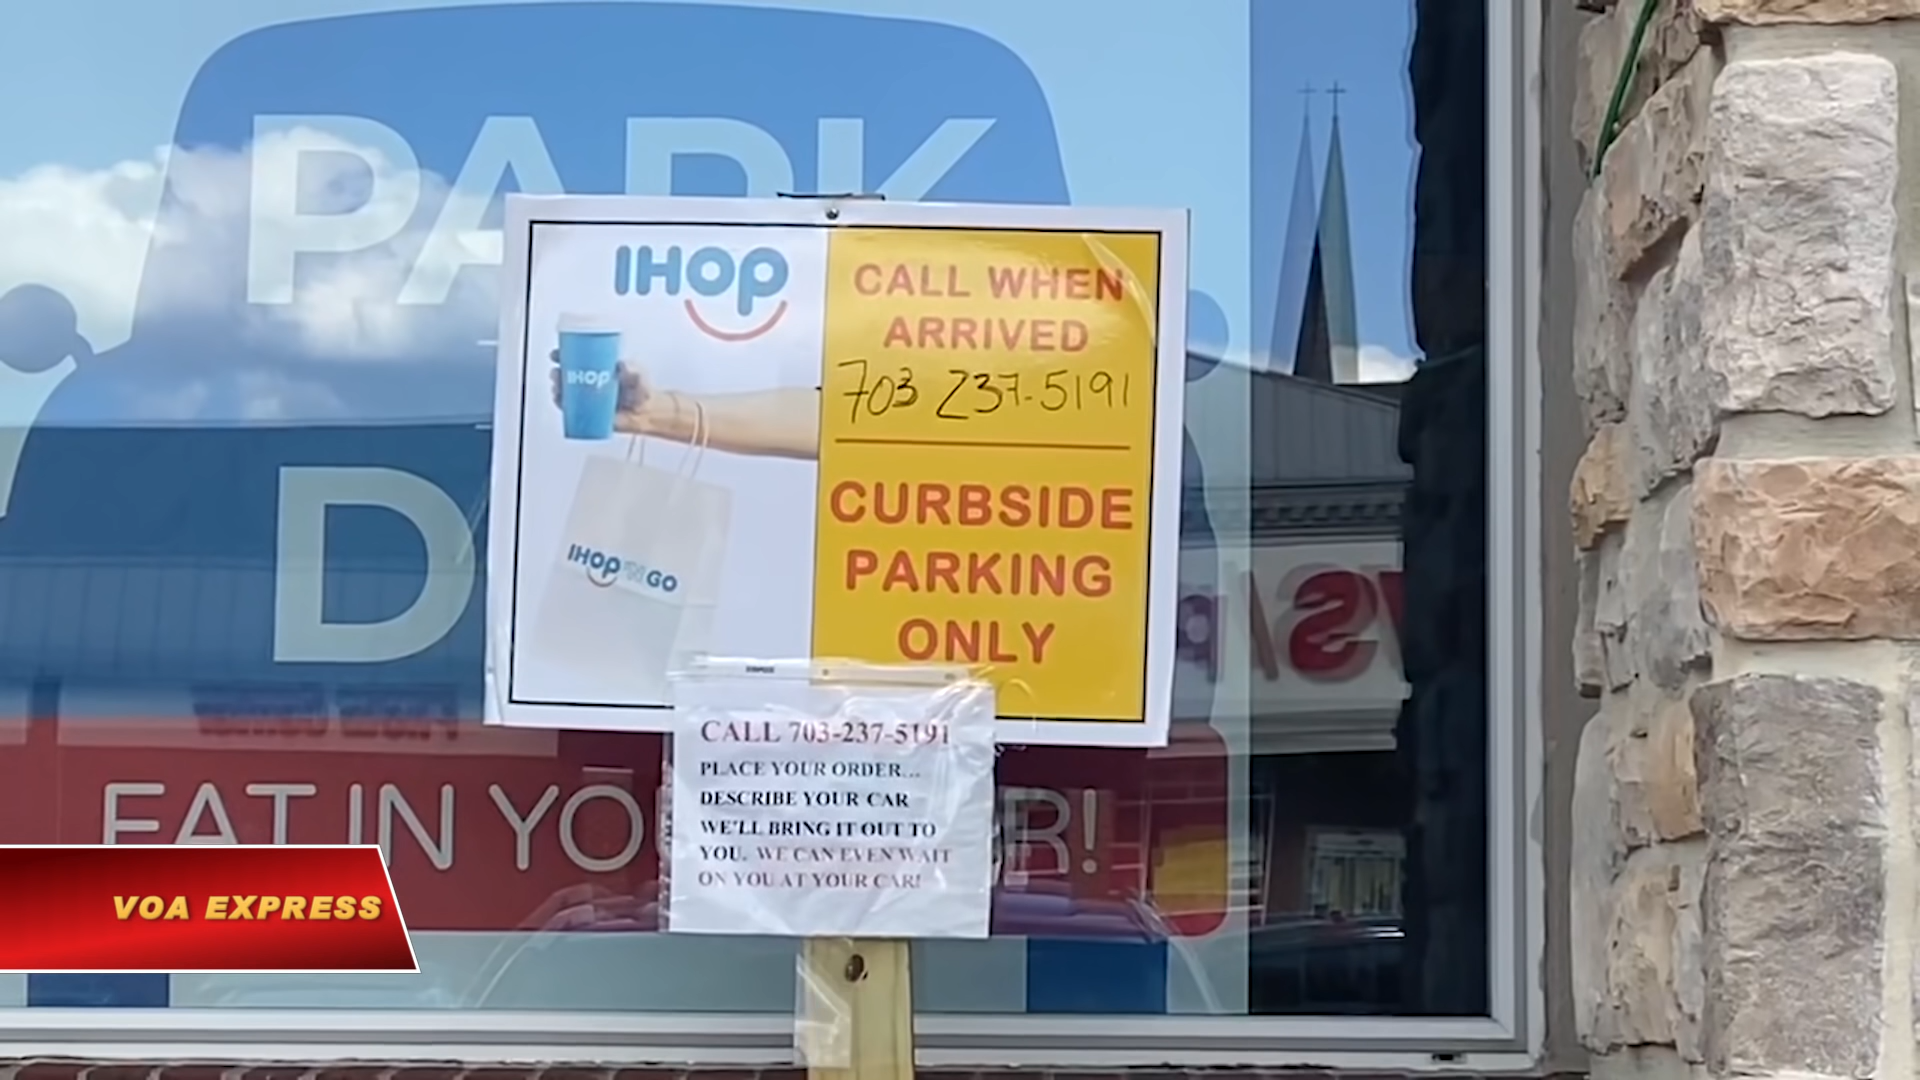 PARK
IHOP
CALL WHEN
ARRIVED
703 237-5191
IHOP
CURBSIDE
PARKING
ONLY
IHOP 'N GO
D
CALL 703-237-5191
PLACE YOUR ORDER...
DESCRIBE YOUR CAR
WE'LL BRING IT OUT TO
YOU. WE CAN EVEN WAIT
ON YOU AT YOUR CAR!
EAT IN YO R!
VOA EXPRESS